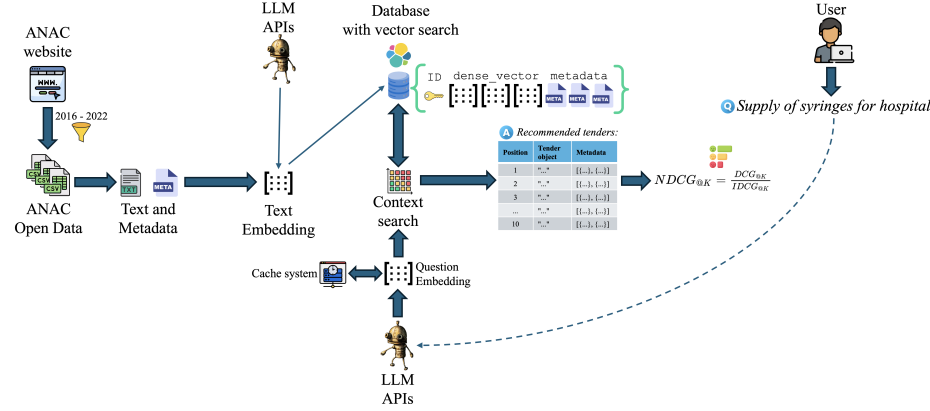 ANAC
website
WWW.
2016 - 2022
CSV
CSV
CSV
ANAC
Open Data
TXT
META
Text and
Metadata
LLM
APIs
Text
Embedding
Database
with vector search
ID dense_vector metadata
META META META
Context
search
Cache system
Question
Embedding
LLM
APIs
A Recommended tenders:
Position Tender object Metadata
1 "..." [{...}, {...}]
2 "..." [{...}, {...}]
3 "..." [{...}, {...}]
... "..." [{...}, {...}]
10 "..." [{...}, {...}]
NDCG@K = DCG@K / IDCG@K
User
Q Supply of syringes for hospital